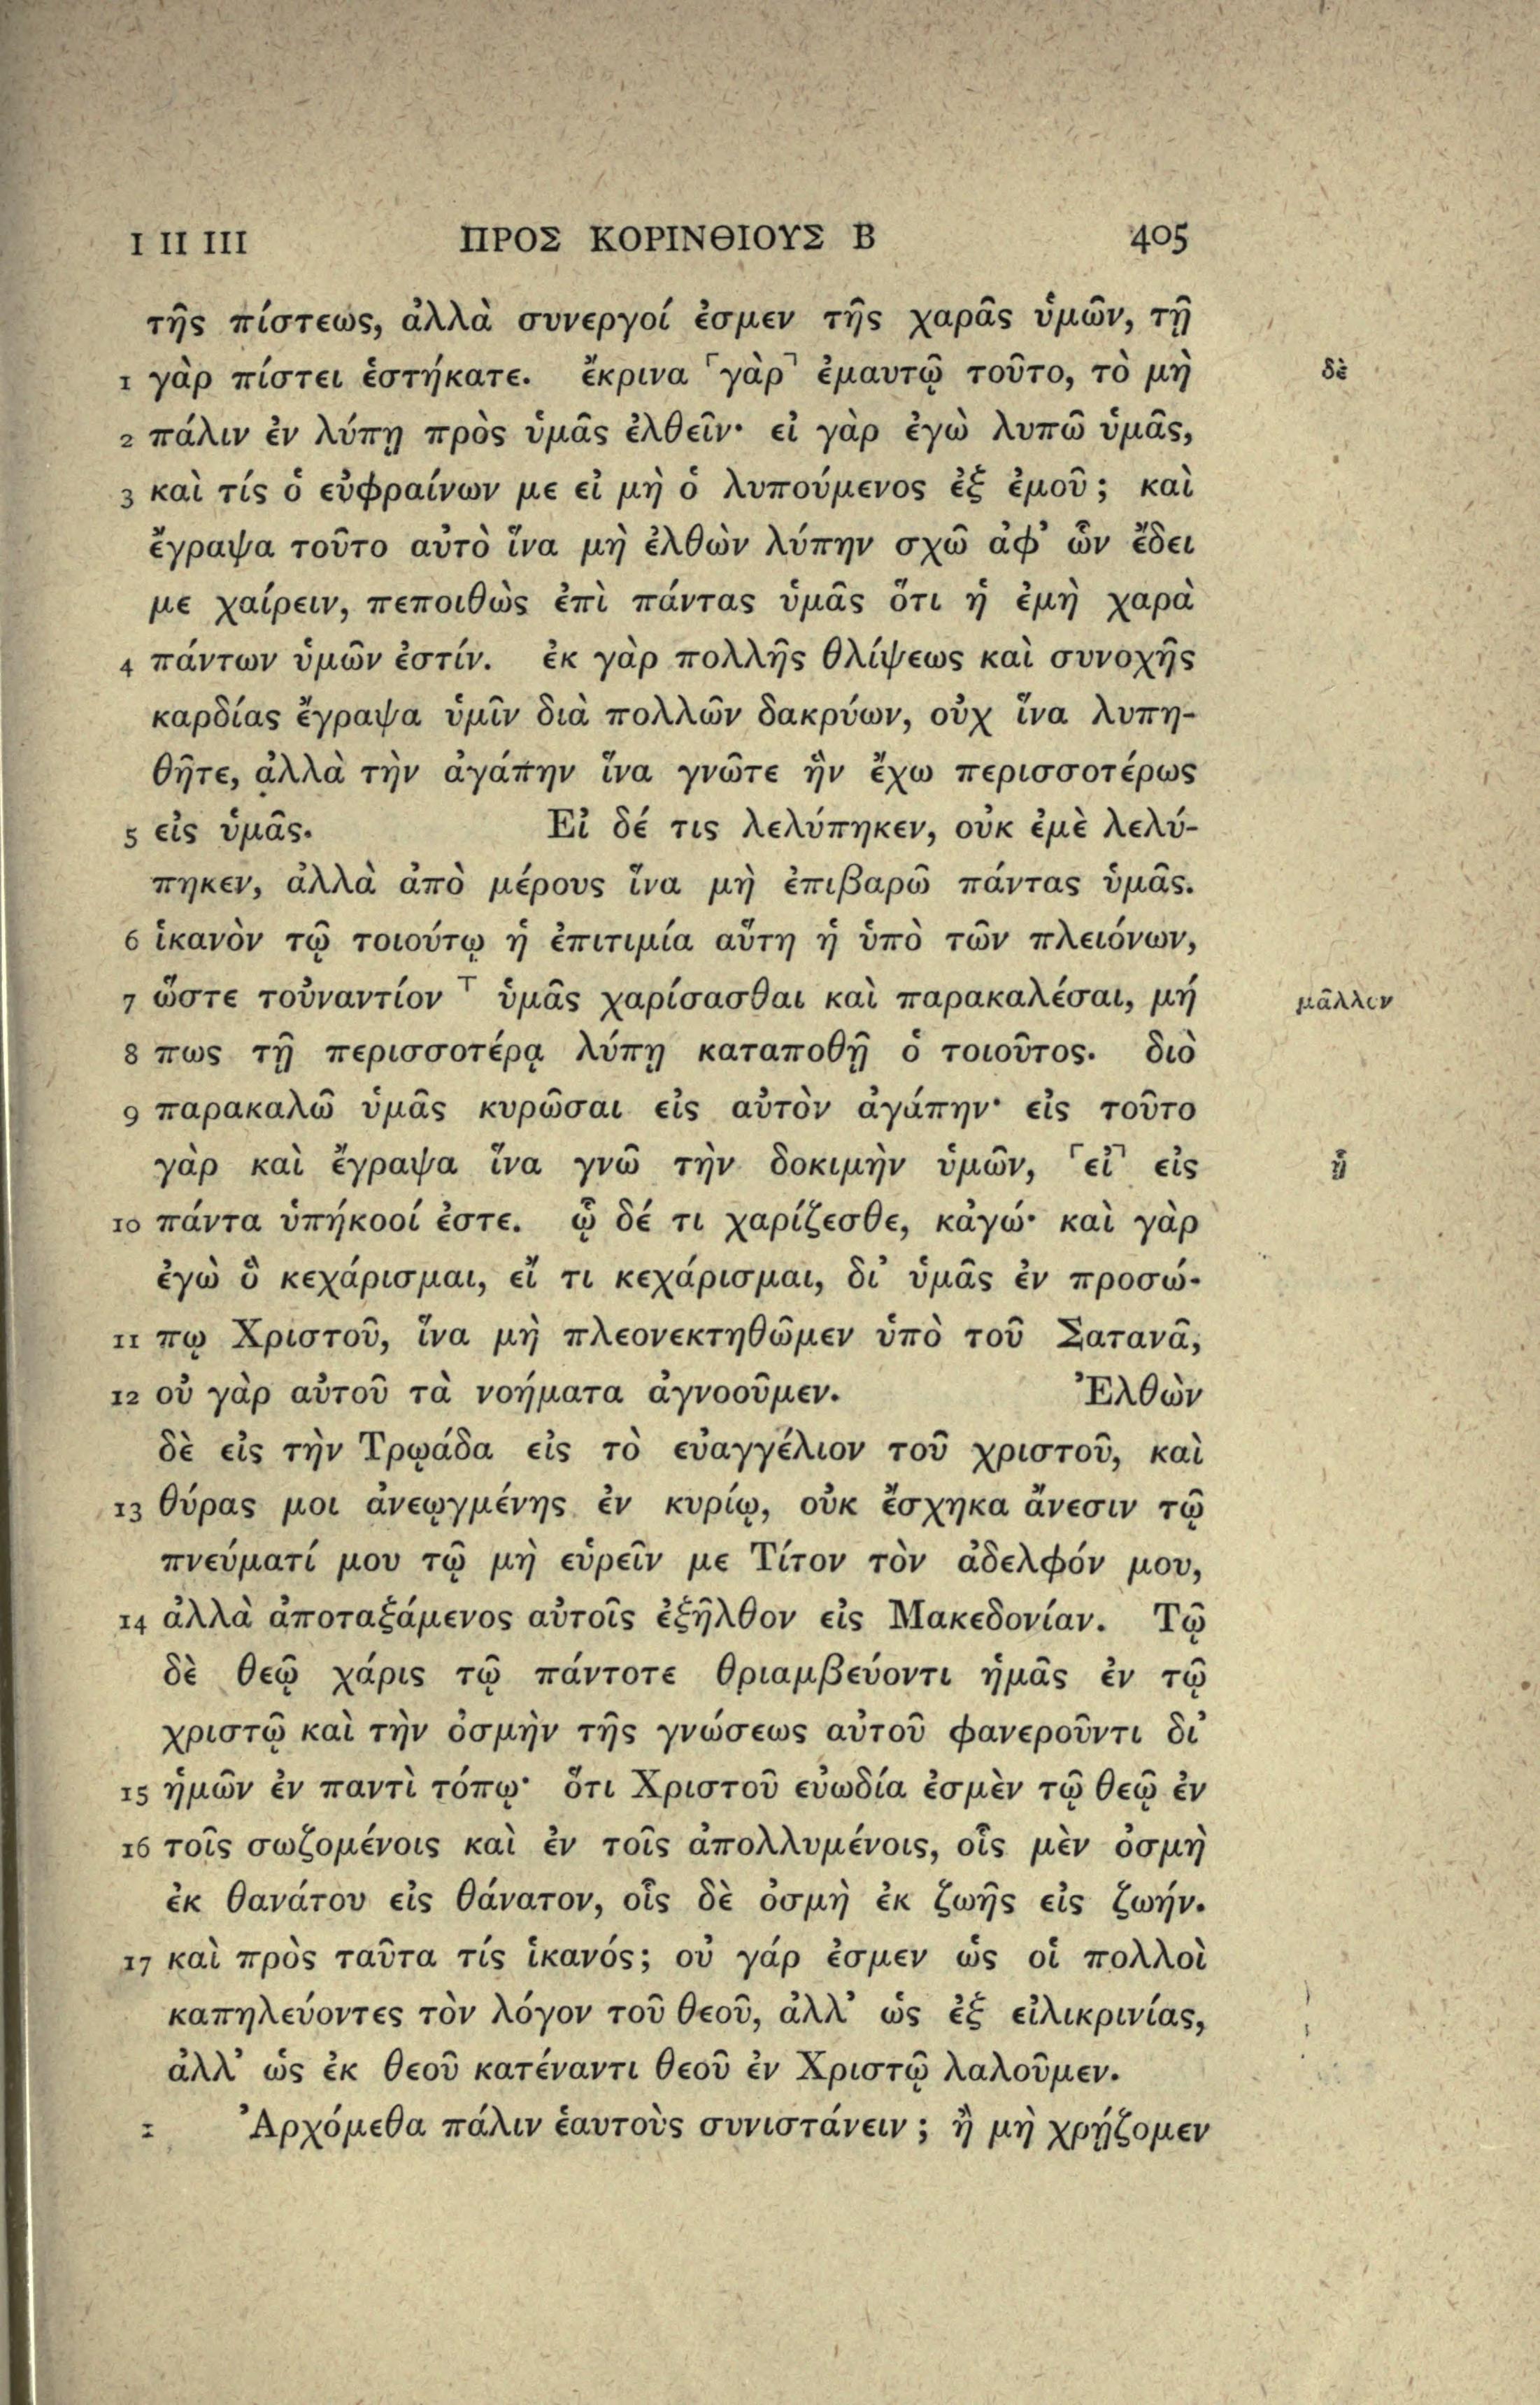 I II III ΠΡΟΣ ΚΟΡΙΝΘΙΟΥΣ Β 405
τῆς πίστεως, ἀλλὰ συνεργοί ἐσμεν τῆς χαρᾶς ὑμῶν, τῇ
1 γὰρ πίστει ἑστήκατε. ἔκρινα ⌜γὰρ⌝ ἐμαυτῷ τοῦτο, τὸ μὴ δὲ
2 πάλιν ἐν λύπῃ πρὸς ὑμᾶς ἐλθεῖν· εἰ γὰρ ἐγὼ λυπῶ ὑμᾶς,
3 καὶ τίς ὁ εὐφραίνων με εἰ μὴ ὁ λυπούμενος ἐξ ἐμοῦ; καὶ
ἔγραψα τοῦτο αὐτὸ ἵνα μὴ ἐλθὼν λύπην σχῶ ἀφ᾽ ὧν ἔδει
με χαίρειν, πεποιθὼς ἐπὶ πάντας ὑμᾶς ὅτι ἡ ἐμὴ χαρὰ
4 πάντων ὑμῶν ἐστίν. ἐκ γὰρ πολλῆς θλίψεως καὶ συνοχῆς
καρδίας ἔγραψα ὑμῖν διὰ πολλῶν δακρύων, οὐχ ἵνα λυπη-
θῆτε, ἀλλὰ τὴν ἀγάπην ἵνα γνῶτε ἣν ἔχω περισσοτέρως
5 εἰς ὑμᾶς. Εἰ δέ τις λελύπηκεν, οὐκ ἐμὲ λελύ-
πηκεν, ἀλλὰ ἀπὸ μέρους ἵνα μὴ ἐπιβαρῶ πάντας ὑμᾶς.
6 ἱκανὸν τῷ τοιούτῳ ἡ ἐπιτιμία αὕτη ἡ ὑπὸ τῶν πλειόνων,
7 ὥστε τοὐναντίον ⊤ ὑμᾶς χαρίσασθαι καὶ παρακαλέσαι, μή μᾶλλον
8 πως τῇ περισσοτέρᾳ λύπῃ καταποθῇ ὁ τοιοῦτος. διὸ
9 παρακαλῶ ὑμᾶς κυρῶσαι εἰς αὐτὸν ἀγάπην· εἰς τοῦτο
γὰρ καὶ ἔγραψα ἵνα γνῶ τὴν δοκιμὴν ὑμῶν, ⌜εἰ⌝ εἰς ᾗ
10 πάντα ὑπήκοοί ἐστε. ᾧ δέ τι χαρίζεσθε, κἀγώ· καὶ γὰρ
ἐγὼ ὃ κεχάρισμαι, εἴ τι κεχάρισμαι, δι᾽ ὑμᾶς ἐν προσώ-
11 πῳ Χριστοῦ, ἵνα μὴ πλεονεκτηθῶμεν ὑπὸ τοῦ Σατανᾶ,
12 οὐ γὰρ αὐτοῦ τὰ νοήματα ἀγνοοῦμεν. Ἐλθὼν
δὲ εἰς τὴν Τρῳάδα εἰς τὸ εὐαγγέλιον τοῦ χριστοῦ, καὶ
13 θύρας μοι ἀνεῳγμένης ἐν κυρίῳ, οὐκ ἔσχηκα ἄνεσιν τῷ
πνεύματί μου τῷ μὴ εὑρεῖν με Τίτον τὸν ἀδελφόν μου,
14 ἀλλὰ ἀποταξάμενος αὐτοῖς ἐξῆλθον εἰς Μακεδονίαν. Τῷ
δὲ θεῷ χάρις τῷ πάντοτε θριαμβεύοντι ἡμᾶς ἐν τῷ
χριστῷ καὶ τὴν ὀσμὴν τῆς γνώσεως αὐτοῦ φανεροῦντι δι᾽
15 ἡμῶν ἐν παντὶ τόπῳ· ὅτι Χριστοῦ εὐωδία ἐσμὲν τῷ θεῷ ἐν
16 τοῖς σωζομένοις καὶ ἐν τοῖς ἀπολλυμένοις, οἷς μὲν ὀσμὴ
ἐκ θανάτου εἰς θάνατον, οἷς δὲ ὀσμὴ ἐκ ζωῆς εἰς ζωήν.
17 καὶ πρὸς ταῦτα τίς ἱκανός; οὐ γάρ ἐσμεν ὡς οἱ πολλοὶ
καπηλεύοντες τὸν λόγον τοῦ θεοῦ, ἀλλ᾽ ὡς ἐξ εἰλικρινίας,
ἀλλ᾽ ὡς ἐκ θεοῦ κατέναντι θεοῦ ἐν Χριστῷ λαλοῦμεν.
1 Ἀρχόμεθα πάλιν ἑαυτοὺς συνιστάνειν; ἢ μὴ χρῄζομεν